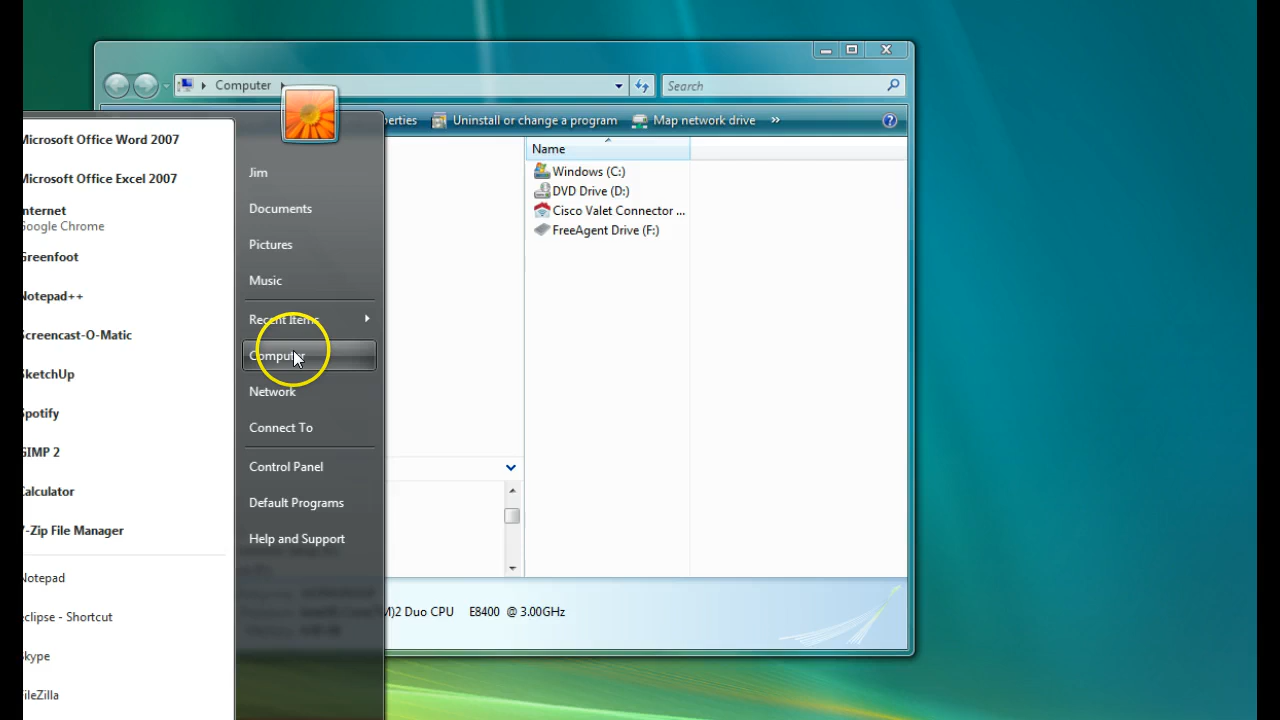 Computer
Search
perties
Uninstall or change a program
Map network drive
»
Name
Windows (C:)
DVD Drive (D:)
Cisco Valet Connector ...
FreeAgent Drive (F:)
Microsoft Office Word 2007
Microsoft Office Excel 2007
nternet
Google Chrome
Greenfoot
Notepad++
Screencast-O-Matic
SketchUp
Spotify
GIMP 2
Calculator
7-Zip File Manager
Notepad
eclipse - Shortcut
Skype
FileZilla
Jim
Documents
Pictures
Music
Recent Items
Computer
Network
Connect To
Control Panel
Default Programs
Help and Support
M)2 Duo CPU E8400 @ 3.00GHz